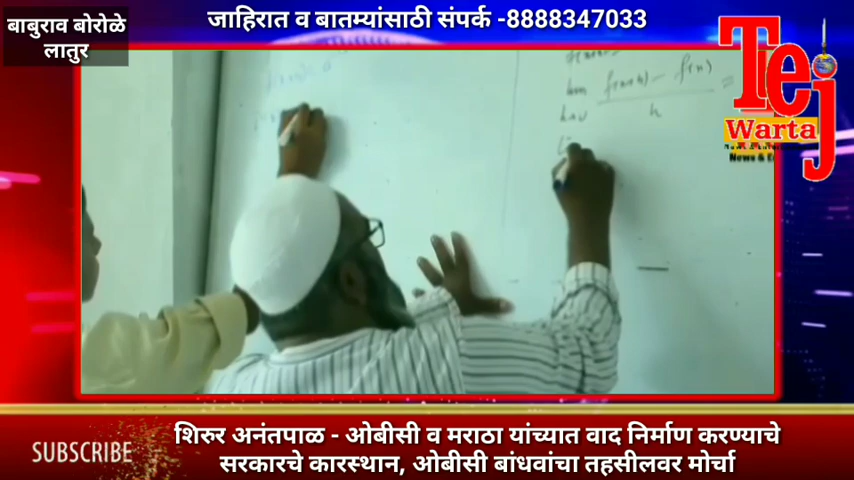 जाहिरात व बातम्यांसाठी संपर्क -8888347033
बाबुराव बोरोळे
लातुर
Tej
Warta
f(x+h) - f(x) =
h
SUBSCRIBE
शिरुर अनंतपाळ - ओबीसी व मराठा यांच्यात वाद निर्माण करण्याचे
सरकारचे कारस्थान, ओबीसी बांधवांचा तहसीलवर मोर्चा